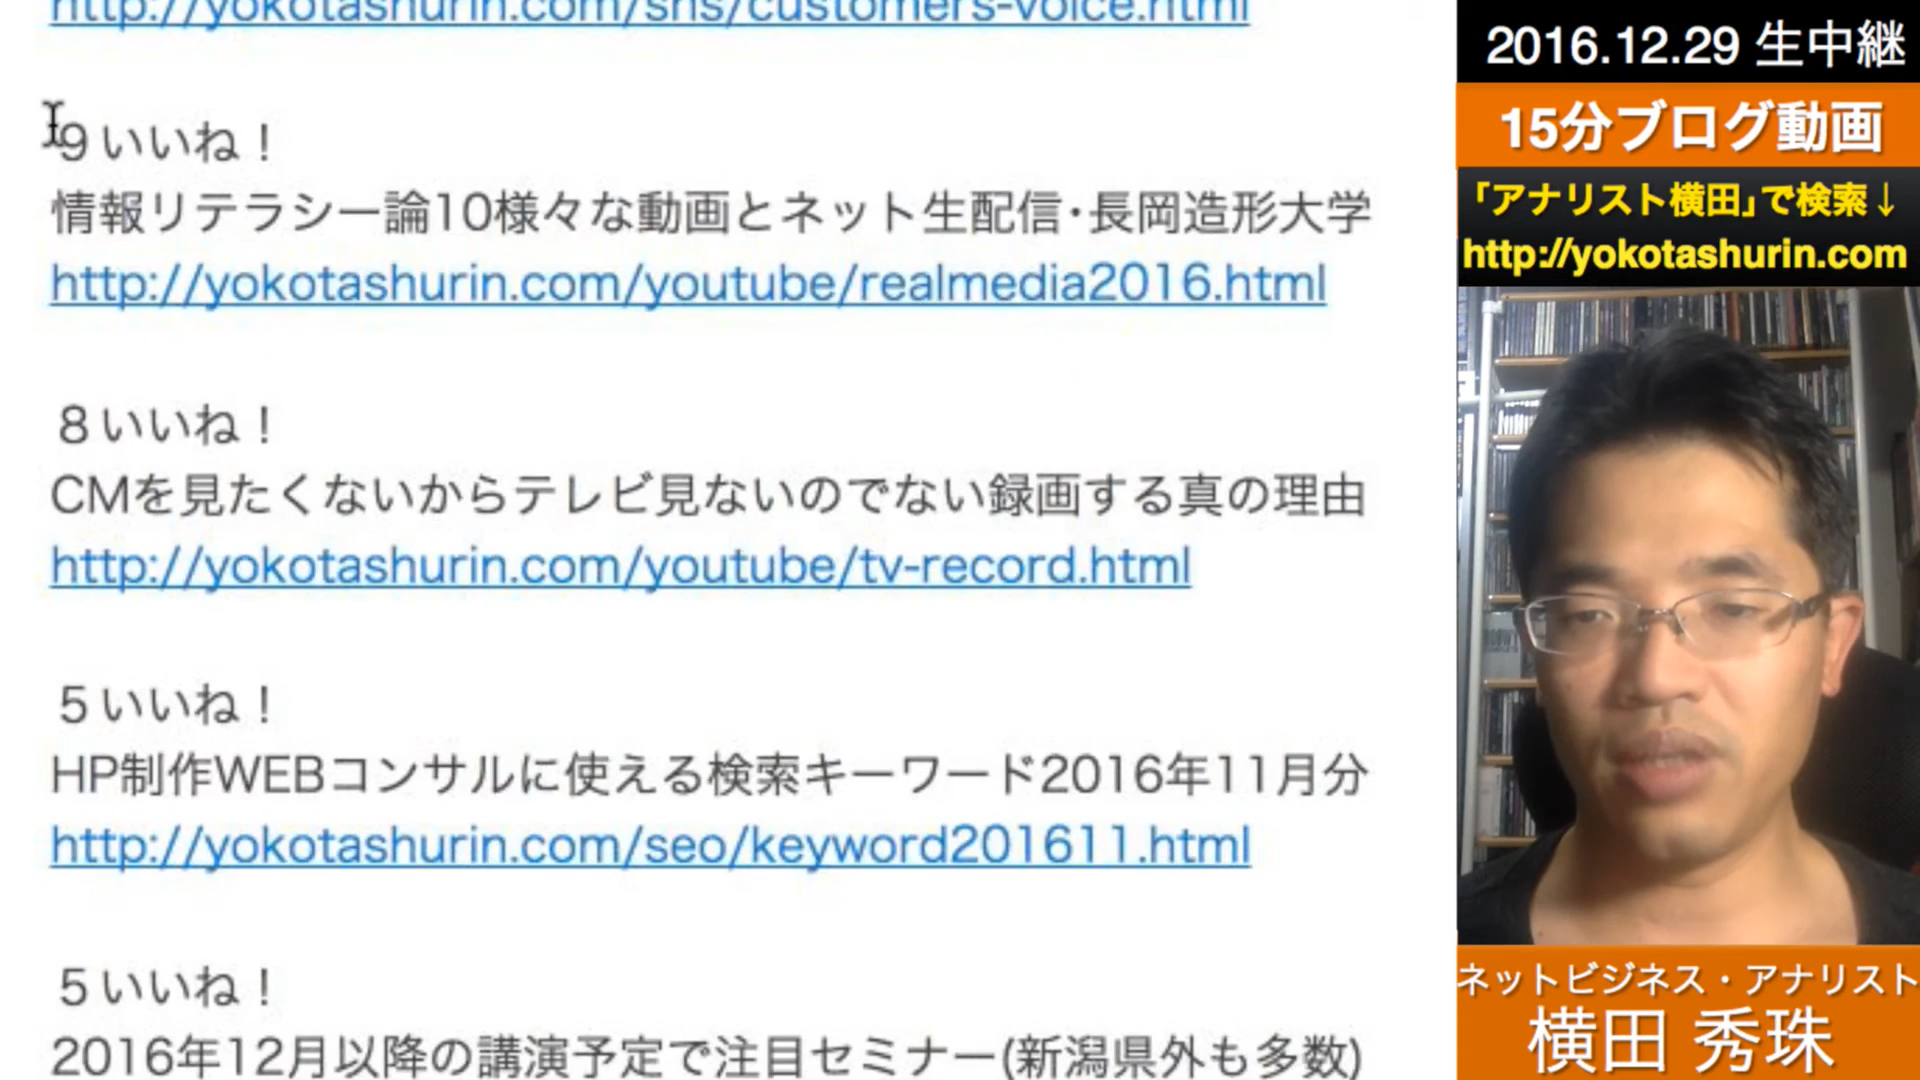 http://yokotashurin.com/sns/customers-voice.html
9いいね！
情報リテラシー論10様々な動画とネット生配信･長岡造形大学
http://yokotashurin.com/youtube/realmedia2016.html
8いいね！
CMを見たくないからテレビ見ないのでない録画する真の理由
http://yokotashurin.com/youtube/tv-record.html
5いいね！
HP制作WEBコンサルに使える検索キーワード2016年11月分
http://yokotashurin.com/seo/keyword201611.html
5いいね！
2016年12月以降の講演予定で注目セミナー(新潟県外も多数)
2016.12.29 生中継
15分ブログ動画
「アナリスト横田」で検索↓
http://yokotashurin.com
ネットビジネス・アナリスト
横田 秀珠